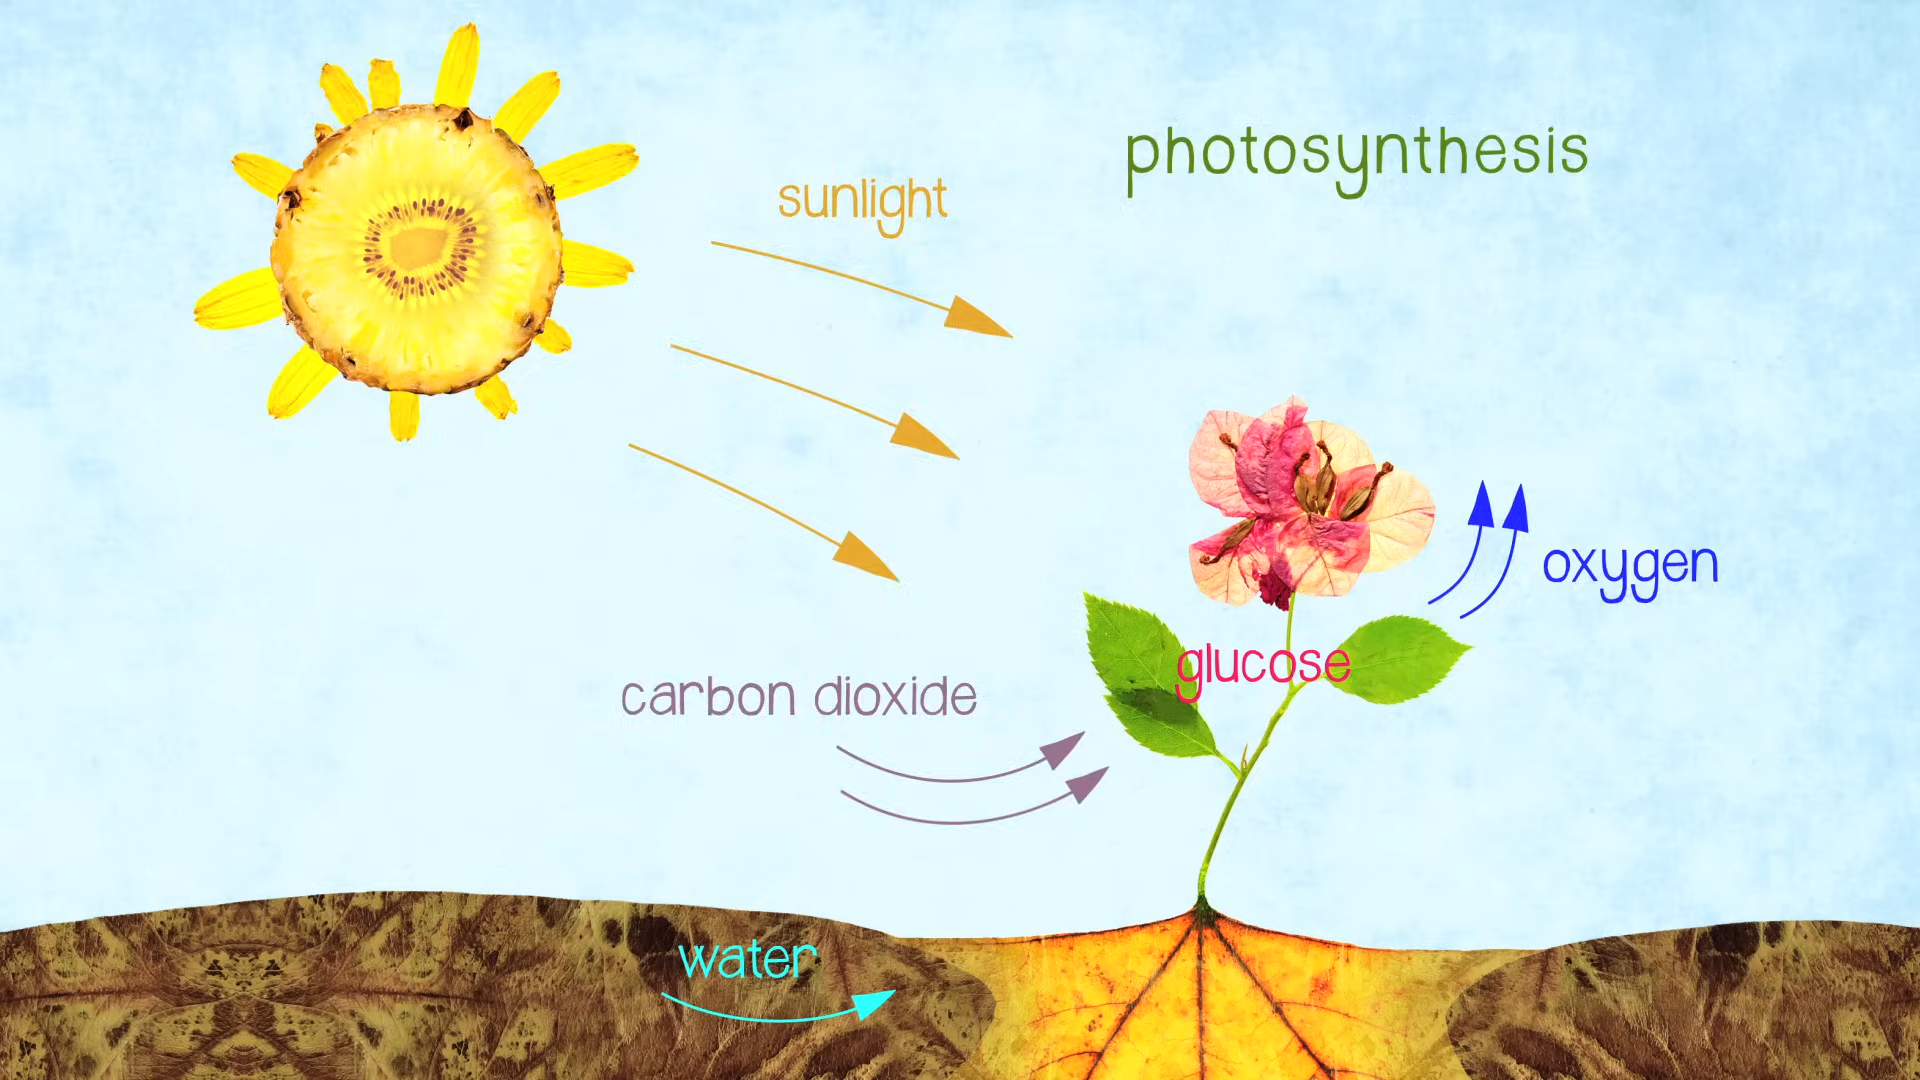 photosynthesis
sunlight
oxygen
glucose
carbon dioxide
water